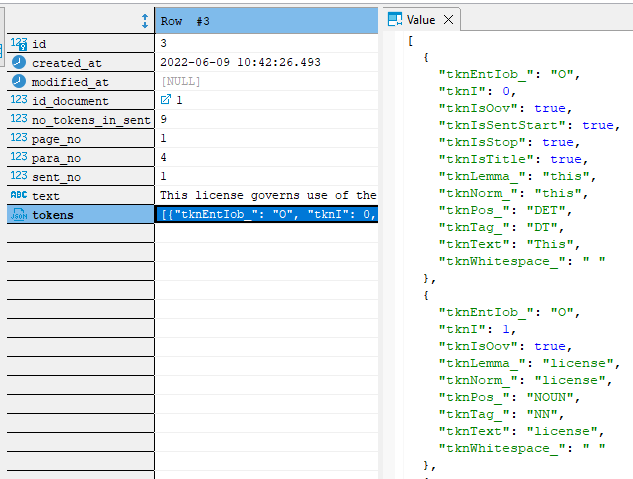 Row #3
123 id 3
created_at 2022-06-09 10:42:26.493
modified_at [NULL]
123 id_document 1
123 no_tokens_in_sent 9
123 page_no 1
123 para_no 4
123 sent_no 1
ABC text This license governs use of the
JSON tokens [{"tknEntIob_": "O", "tknI": 0,
Value
[
{
"tknEntIob_": "O",
"tknI": 0,
"tknIsOov": true,
"tknIsSentStart": true,
"tknIsStop": true,
"tknIsTitle": true,
"tknLemma_": "this",
"tknNorm_": "this",
"tknPos_": "DET",
"tknTag_": "DT",
"tknText": "This",
"tknWhitespace_": " "
},
{
"tknEntIob_": "O",
"tknI": 1,
"tknIsOov": true,
"tknLemma_": "license",
"tknNorm_": "license",
"tknPos_": "NOUN",
"tknTag_": "NN",
"tknText": "license",
"tknWhitespace_": " "
},